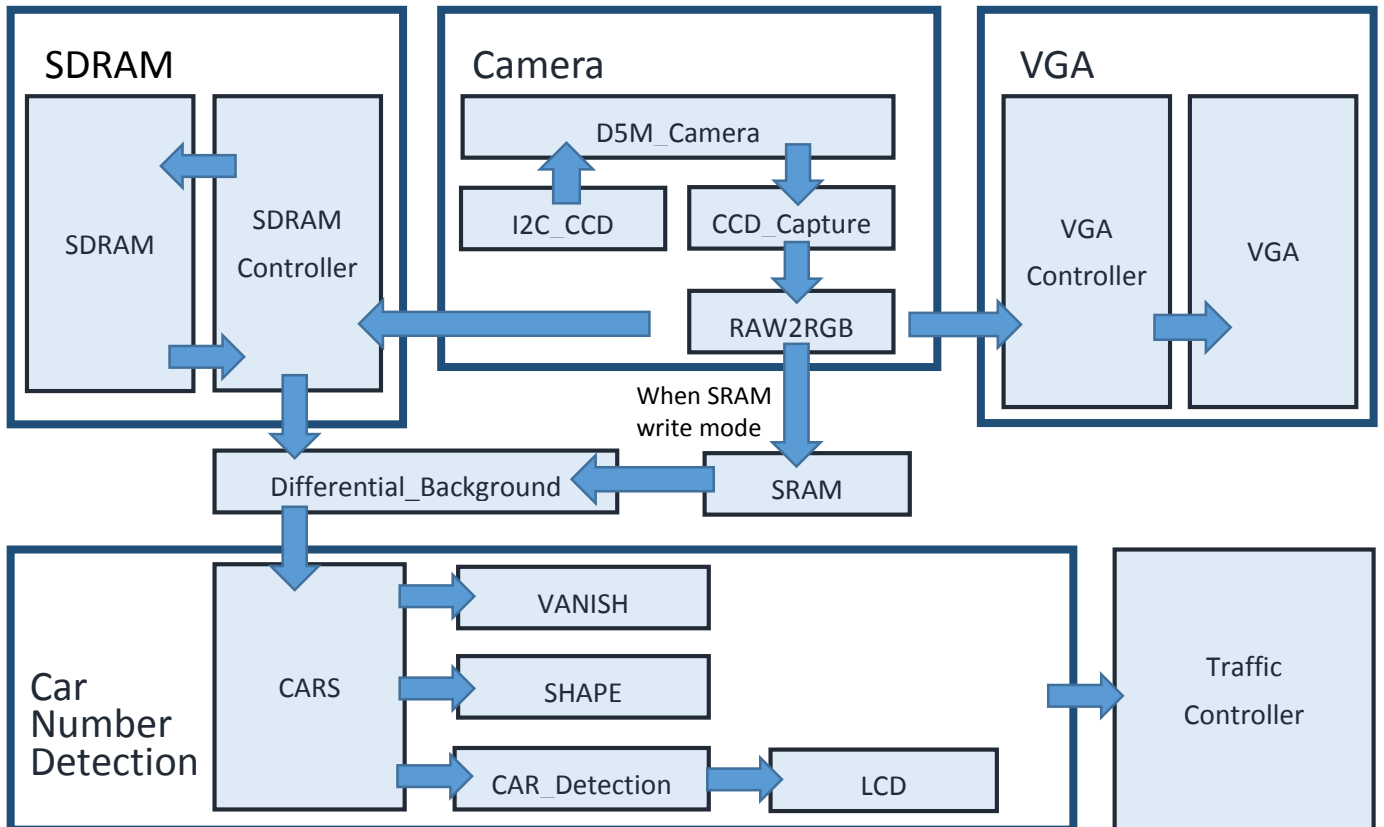 SDRAM
SDRAM
SDRAM
Controller
Camera
D5M_Camera
I2C_CCD
CCD_Capture
RAW2RGB
VGA
VGA
Controller
VGA
When SRAM
write mode
Differential_Background
SRAM
Car
Number
Detection
CARS
VANISH
SHAPE
CAR_Detection
LCD
Traffic
Controller